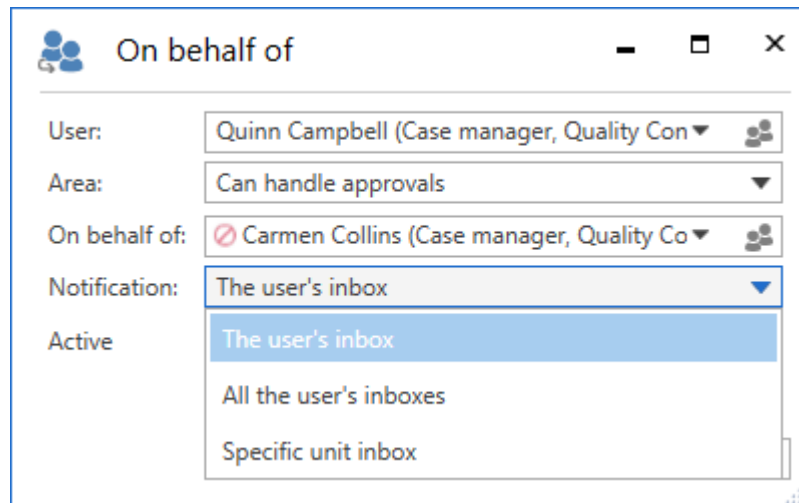 On behalf of
User: Quinn Campbell (Case manager, Quality Con
Area: Can handle approvals
On behalf of: Carmen Collins (Case manager, Quality Co
Notification: The user's inbox
Active
The user's inbox
All the user's inboxes
Specific unit inbox